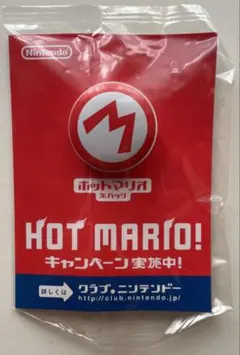 Nintendo
M
ホットマリオ
缶バッジ
HOT MARIO!
キャンペーン実施中!
詳しくは クラブ・ニンテンドー
http://club.nintendo.jp/